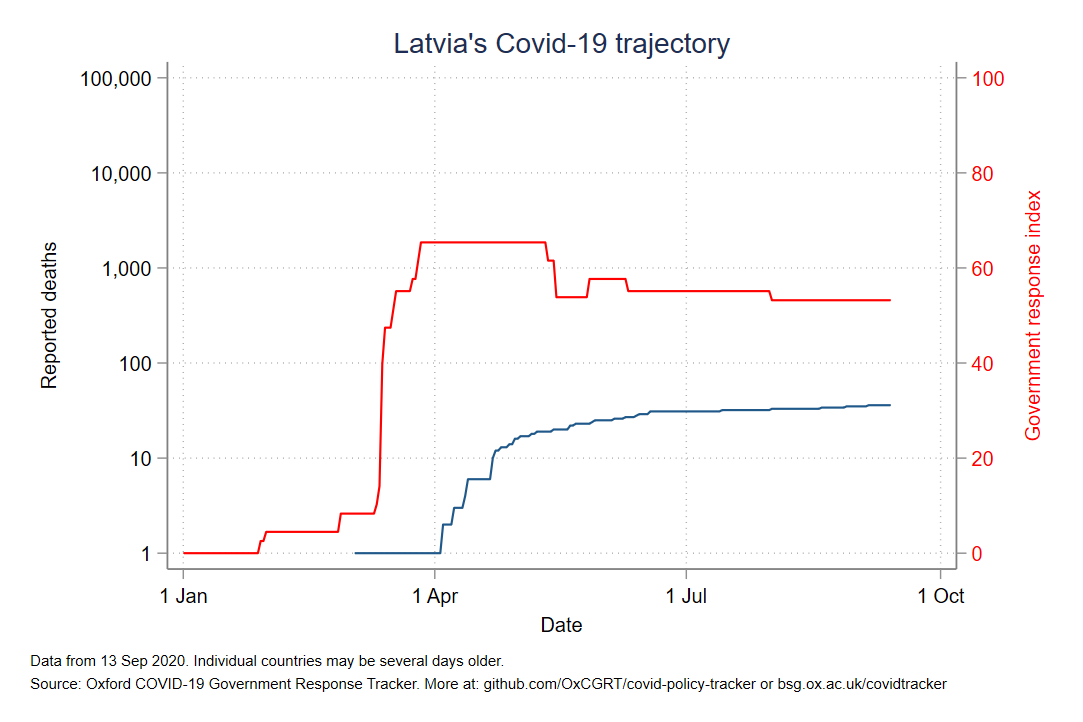 Latvia's Covid-19 trajectory
100,000
10,000
1,000
100
10
1
Reported deaths
100
80
60
40
20
0
Government response index
1 Jan
1 Apr
1 Jul
1 Oct
Date
Data from 13 Sep 2020. Individual countries may be several days older.
Source: Oxford COVID-19 Government Response Tracker. More at: github.com/OxCGRT/covid-policy-tracker or bsg.ox.ac.uk/covidtracker